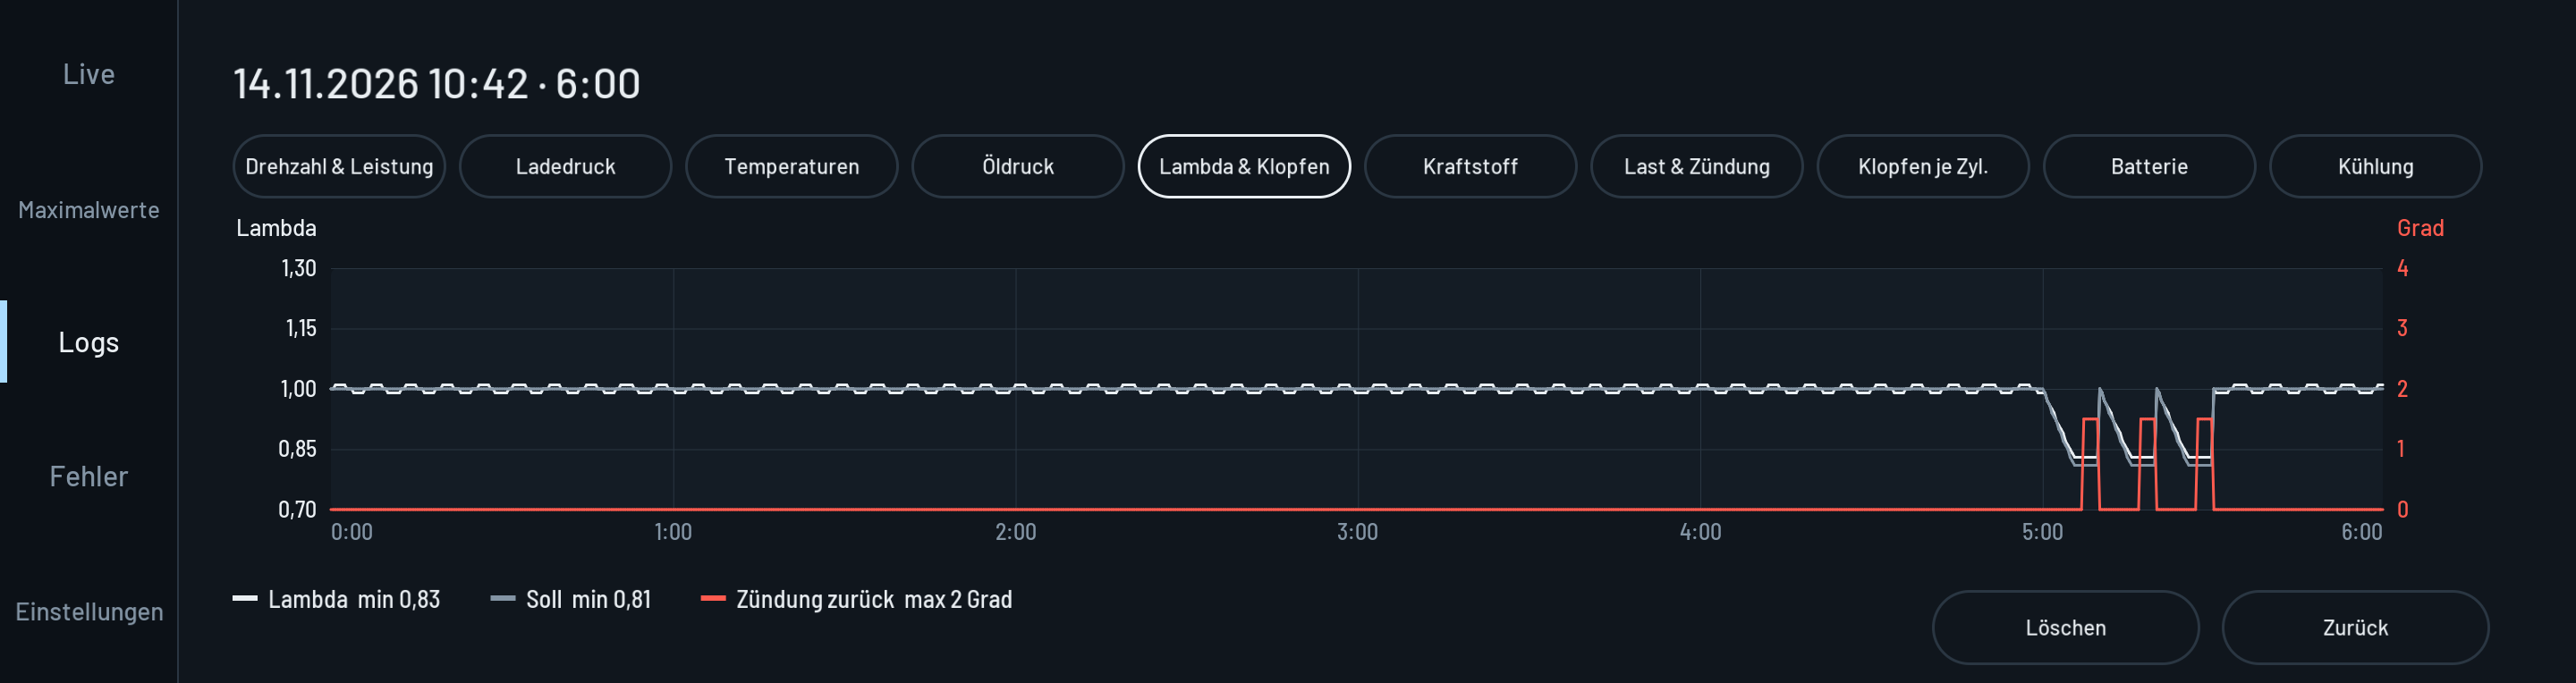 Live
Maximalwerte
Logs
Fehler
Einstellungen
14.11.2026 10:42 · 6:00
Drehzahl & Leistung
Ladedruck
Temperaturen
Öldruck
Lambda & Klopfen
Kraftstoff
Last & Zündung
Klopfen je Zyl.
Batterie
Kühlung
Lambda
Grad
1,30
4
1,15
3
1,00
2
0,85
1
0,70
0
0:00
1:00
2:00
3:00
4:00
5:00
6:00
Lambda min 0,83
Soll min 0,81
Zündung zurück max 2 Grad
Löschen
Zurück